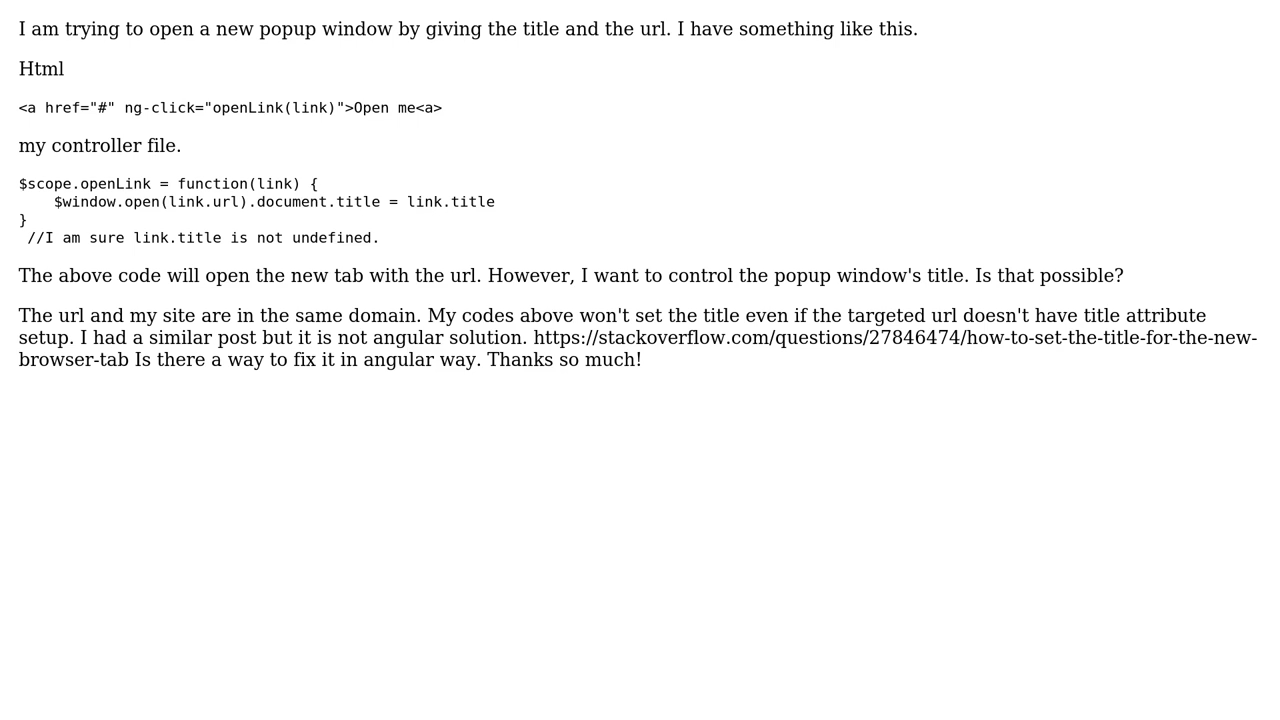 I am trying to open a new popup window by giving the title and the url. I have something like this.
Html
<a href="#" ng-click="openLink(link)">Open me<a>
my controller file.
$scope.openLink = function(link) {
    $window.open(link.url).document.title = link.title
}
 //I am sure link.title is not undefined.
The above code will open the new tab with the url. However, I want to control the popup window's title. Is that possible?
The url and my site are in the same domain. My codes above won't set the title even if the targeted url doesn't have title attribute
setup. I had a similar post but it is not angular solution. https://stackoverflow.com/questions/27846474/how-to-set-the-title-for-the-new-
browser-tab Is there a way to fix it in angular way. Thanks so much!